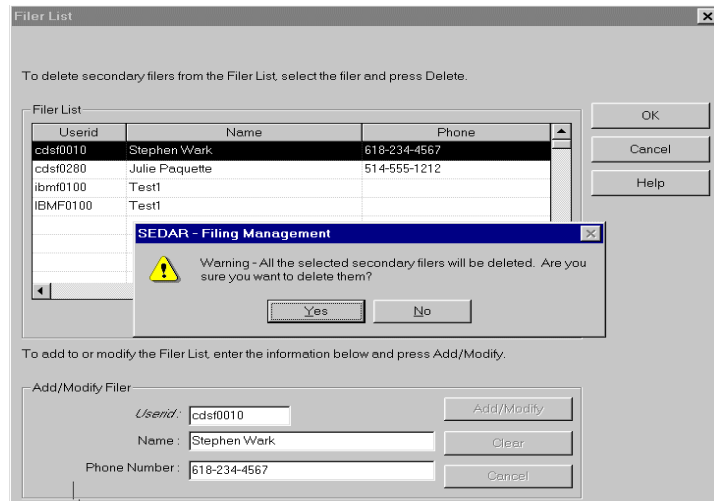 Filer List
To delete secondary filers from the Filer List, select the filer and press Delete.
Filer List
Userid Name Phone
cdsf0010 Stephen Wark 618-234-4567
cdsf0280 Julie Paquette 514-555-1212
ibmf0100 Test1
IBMF0100 Test1
OK
Cancel
Help
SEDAR - Filing Management
Warning - All the selected secondary filers will be deleted. Are you
sure you want to delete them?
Yes No
To add to or modify the Filer List, enter the information below and press Add/Modify.
Add/Modify Filer
Userid: cdsf0010
Name : Stephen Wark
Phone Number : 618-234-4567
Add/Modify
Clear
Cancel